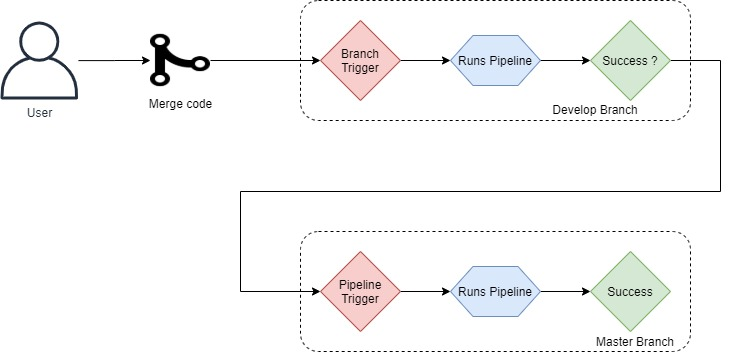 Branch
Trigger
Runs Pipeline
Success ?
User
Merge code
Develop Branch
Pipeline
Trigger
Runs Pipeline
Success
Master Branch